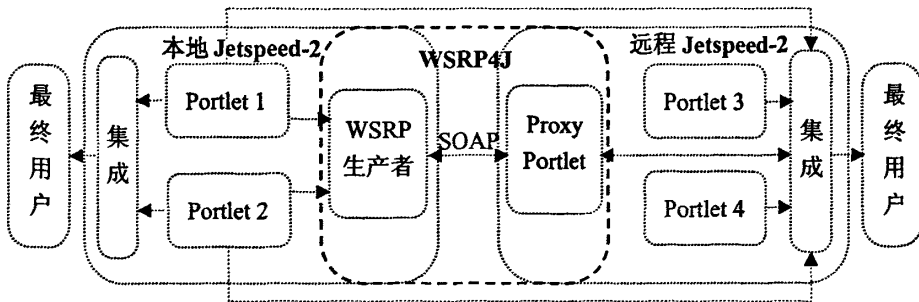 本地 Jetspeed-2
WSRP4J
远程 Jetspeed-2
最终用户
集成
Portlet 1
Portlet 2
WSRP
生产者
SOAP
Proxy
Portlet
Portlet 3
Portlet 4
集成
最终用户